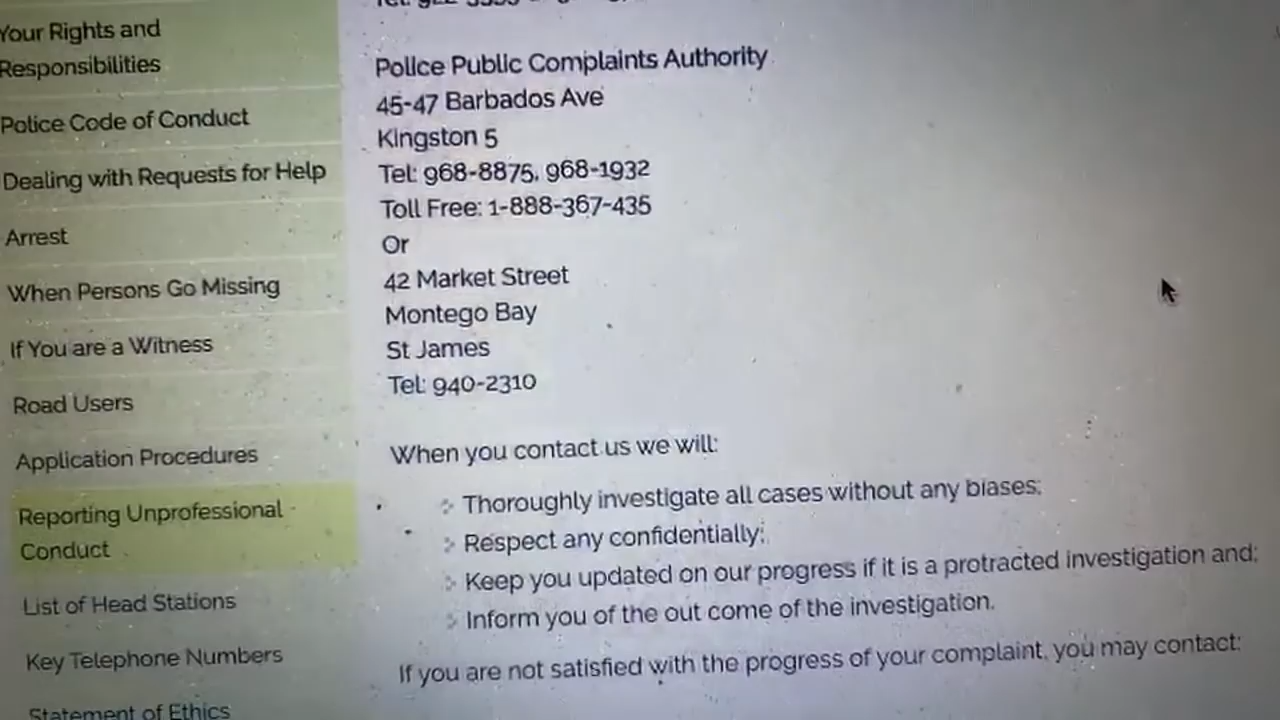 Your Rights and
Responsibilities
Police Code of Conduct
Dealing with Requests for Help
Arrest
When Persons Go Missing
If You are a Witness
Road Users
Application Procedures
Reporting Unprofessional
Conduct
List of Head Stations
Key Telephone Numbers
Statement of Ethics
Police Public Complaints Authority
45-47 Barbados Ave
Kingston 5
Tel: 968-8875, 968-1932
Toll Free: 1-888-367-435
Or
42 Market Street
Montego Bay
St James
Tel: 940-2310
When you contact us we will:
Thoroughly investigate all cases without any biases;
Respect any confidentially;
Keep you updated on our progress if it is a protracted investigation and;
Inform you of the out come of the investigation.
If you are not satisfied with the progress of your complaint, you may contact: